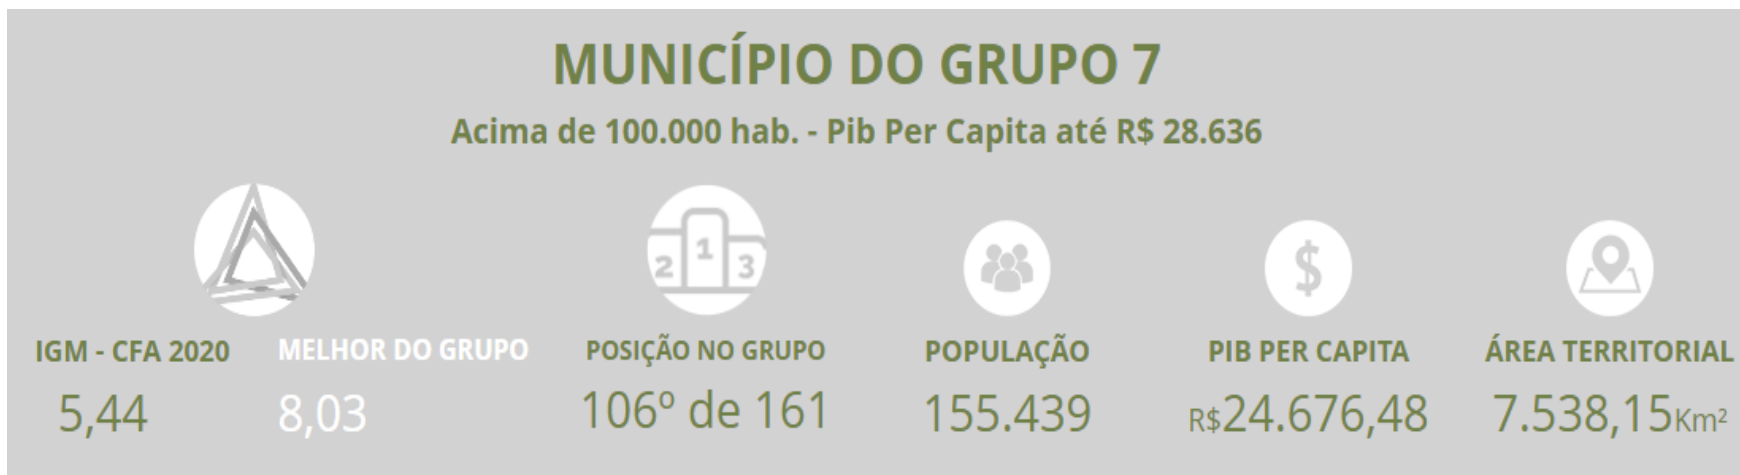 MUNICÍPIO DO GRUPO 7
Acima de 100.000 hab. - Pib Per Capita até R$ 28.636
2 1 3
$
IGM - CFA 2020 MELHOR DO GRUPO POSIÇÃO NO GRUPO POPULAÇÃO PIB PER CAPITA ÁREA TERRITORIAL
5,44 8,03 106º de 161 155.439 R$24.676,48 7.538,15Km²